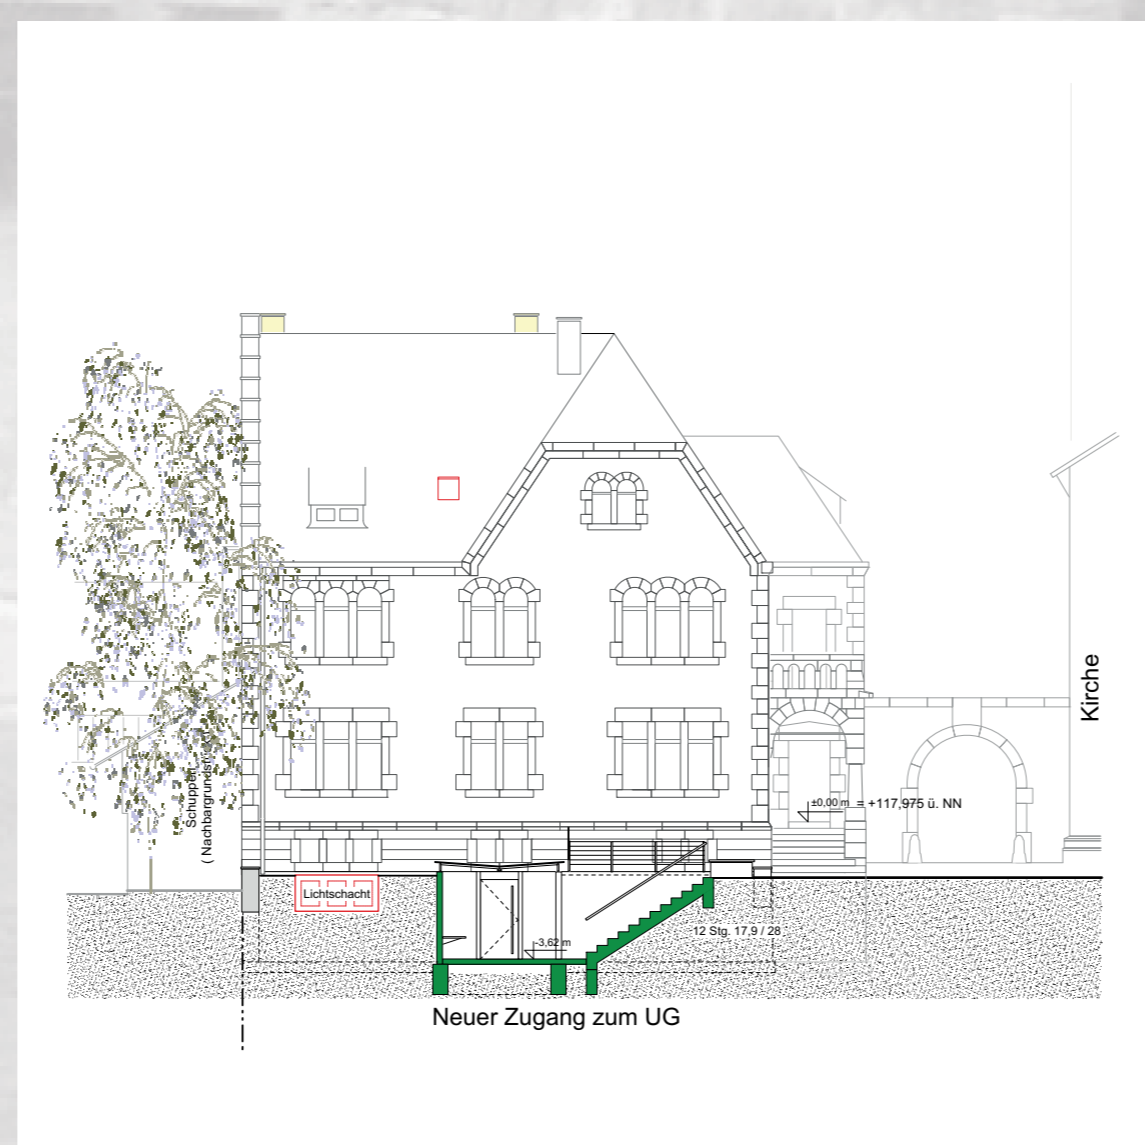 Kirche
Schuppen
( Nachbargrundstück )
±0,00 m = +117,975 ü. NN
Lichtschacht
12 Stg. 17,9 / 28
-3,62 m
Neuer Zugang zum UG